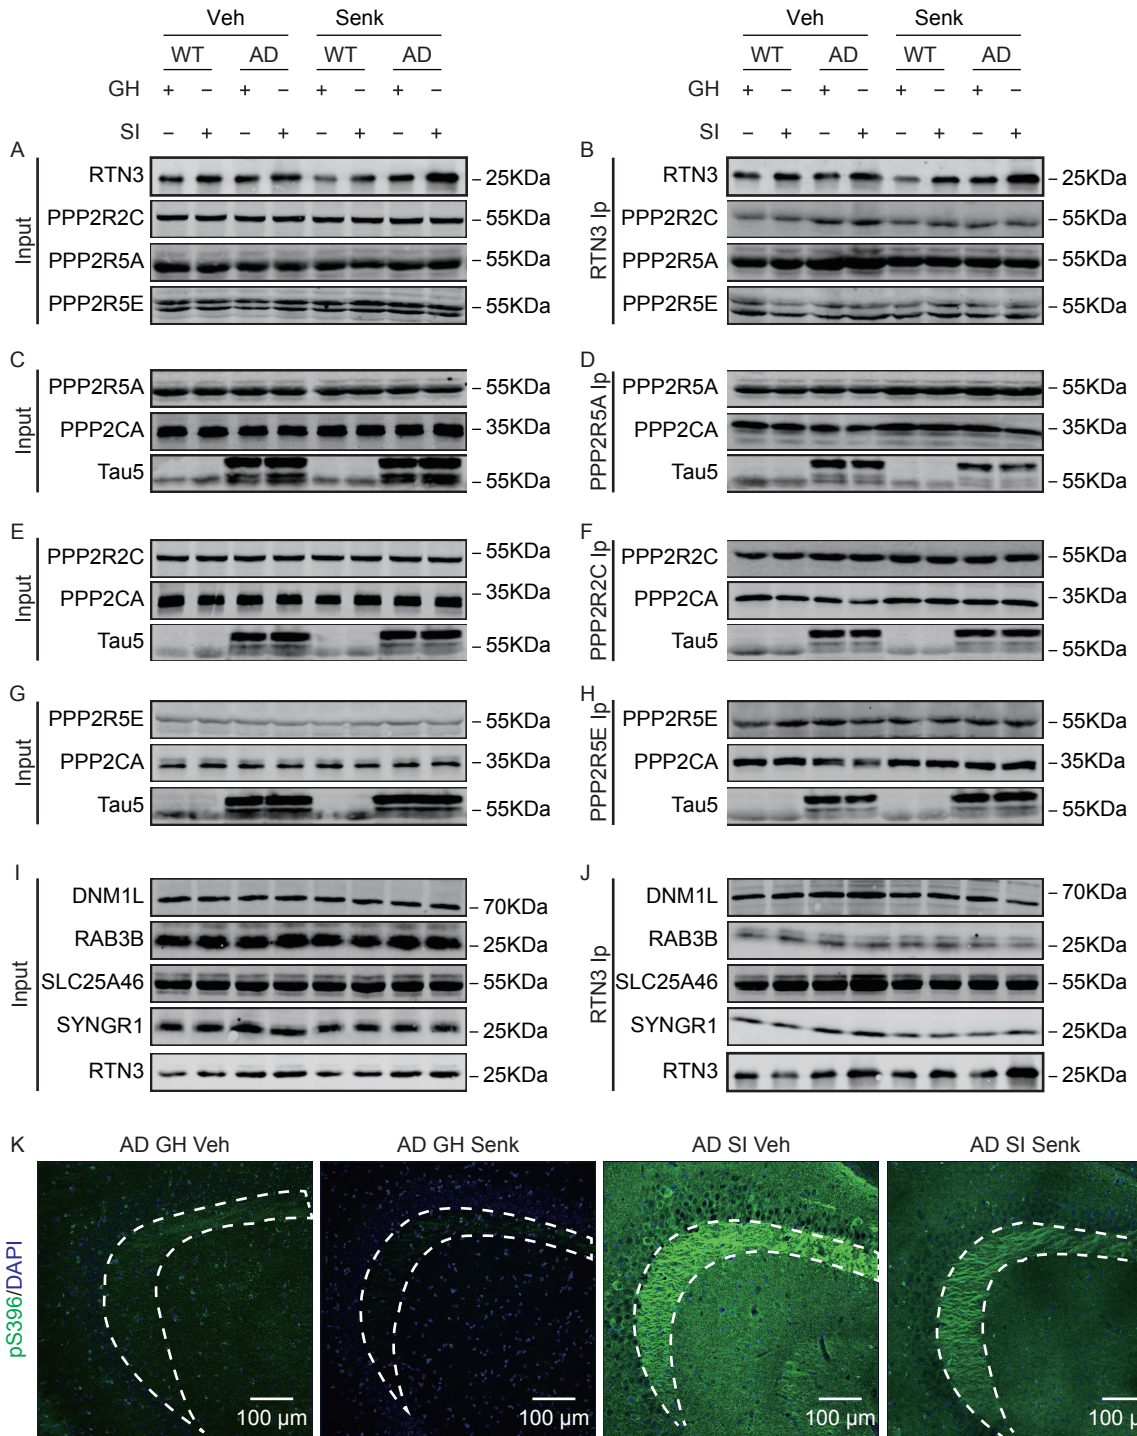 Veh Senk Veh Senk
WT AD WT AD WT AD WT AD
GH + – + – + – + – + – + – + – + –
SI – + – + – + – + – + – + – + – +
A B
Input RTN3 – 25KDa RTN3 Ip RTN3 – 25KDa
PPP2R2C – 55KDa PPP2R2C – 55KDa
PPP2R5A – 55KDa PPP2R5A – 55KDa
PPP2R5E – 55KDa PPP2R5E – 55KDa
C D
Input PPP2R5A – 55KDa PPP2R5A Ip PPP2R5A – 55KDa
PPP2CA – 35KDa PPP2CA – 35KDa
Tau5 – 55KDa Tau5 – 55KDa
E F
Input PPP2R2C – 55KDa PPP2R2C Ip PPP2R2C – 55KDa
PPP2CA – 35KDa PPP2CA – 35KDa
Tau5 – 55KDa Tau5 – 55KDa
G H
Input PPP2R5E – 55KDa PPP2R5E Ip PPP2R5E – 55KDa
PPP2CA – 35KDa PPP2CA – 35KDa
Tau5 – 55KDa Tau5 – 55KDa
I J
Input DNM1L – 70KDa RTN3 Ip DNM1L – 70KDa
RAB3B – 25KDa RAB3B – 25KDa
SLC25A46 – 55KDa SLC25A46 – 55KDa
SYNGR1 – 25KDa SYNGR1 – 25KDa
RTN3 – 25KDa RTN3 – 25KDa
K AD GH Veh AD GH Senk AD SI Veh AD SI Senk
pS396/DAPI
100 µm 100 µm 100 µm 100 µm